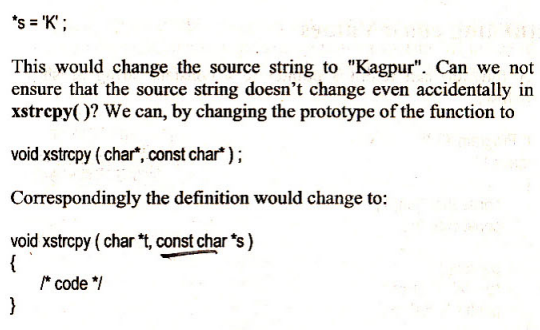 *s = 'K' ;
This would change the source string to "Kagpur". Can we not
ensure that the source string doesn't change even accidentally in
xstrcpy( )? We can, by changing the prototype of the function to
void xstrcpy ( char*, const char* ) ;
Correspondingly the definition would change to:
void xstrcpy ( char *t, const char *s )
{
/* code */
}